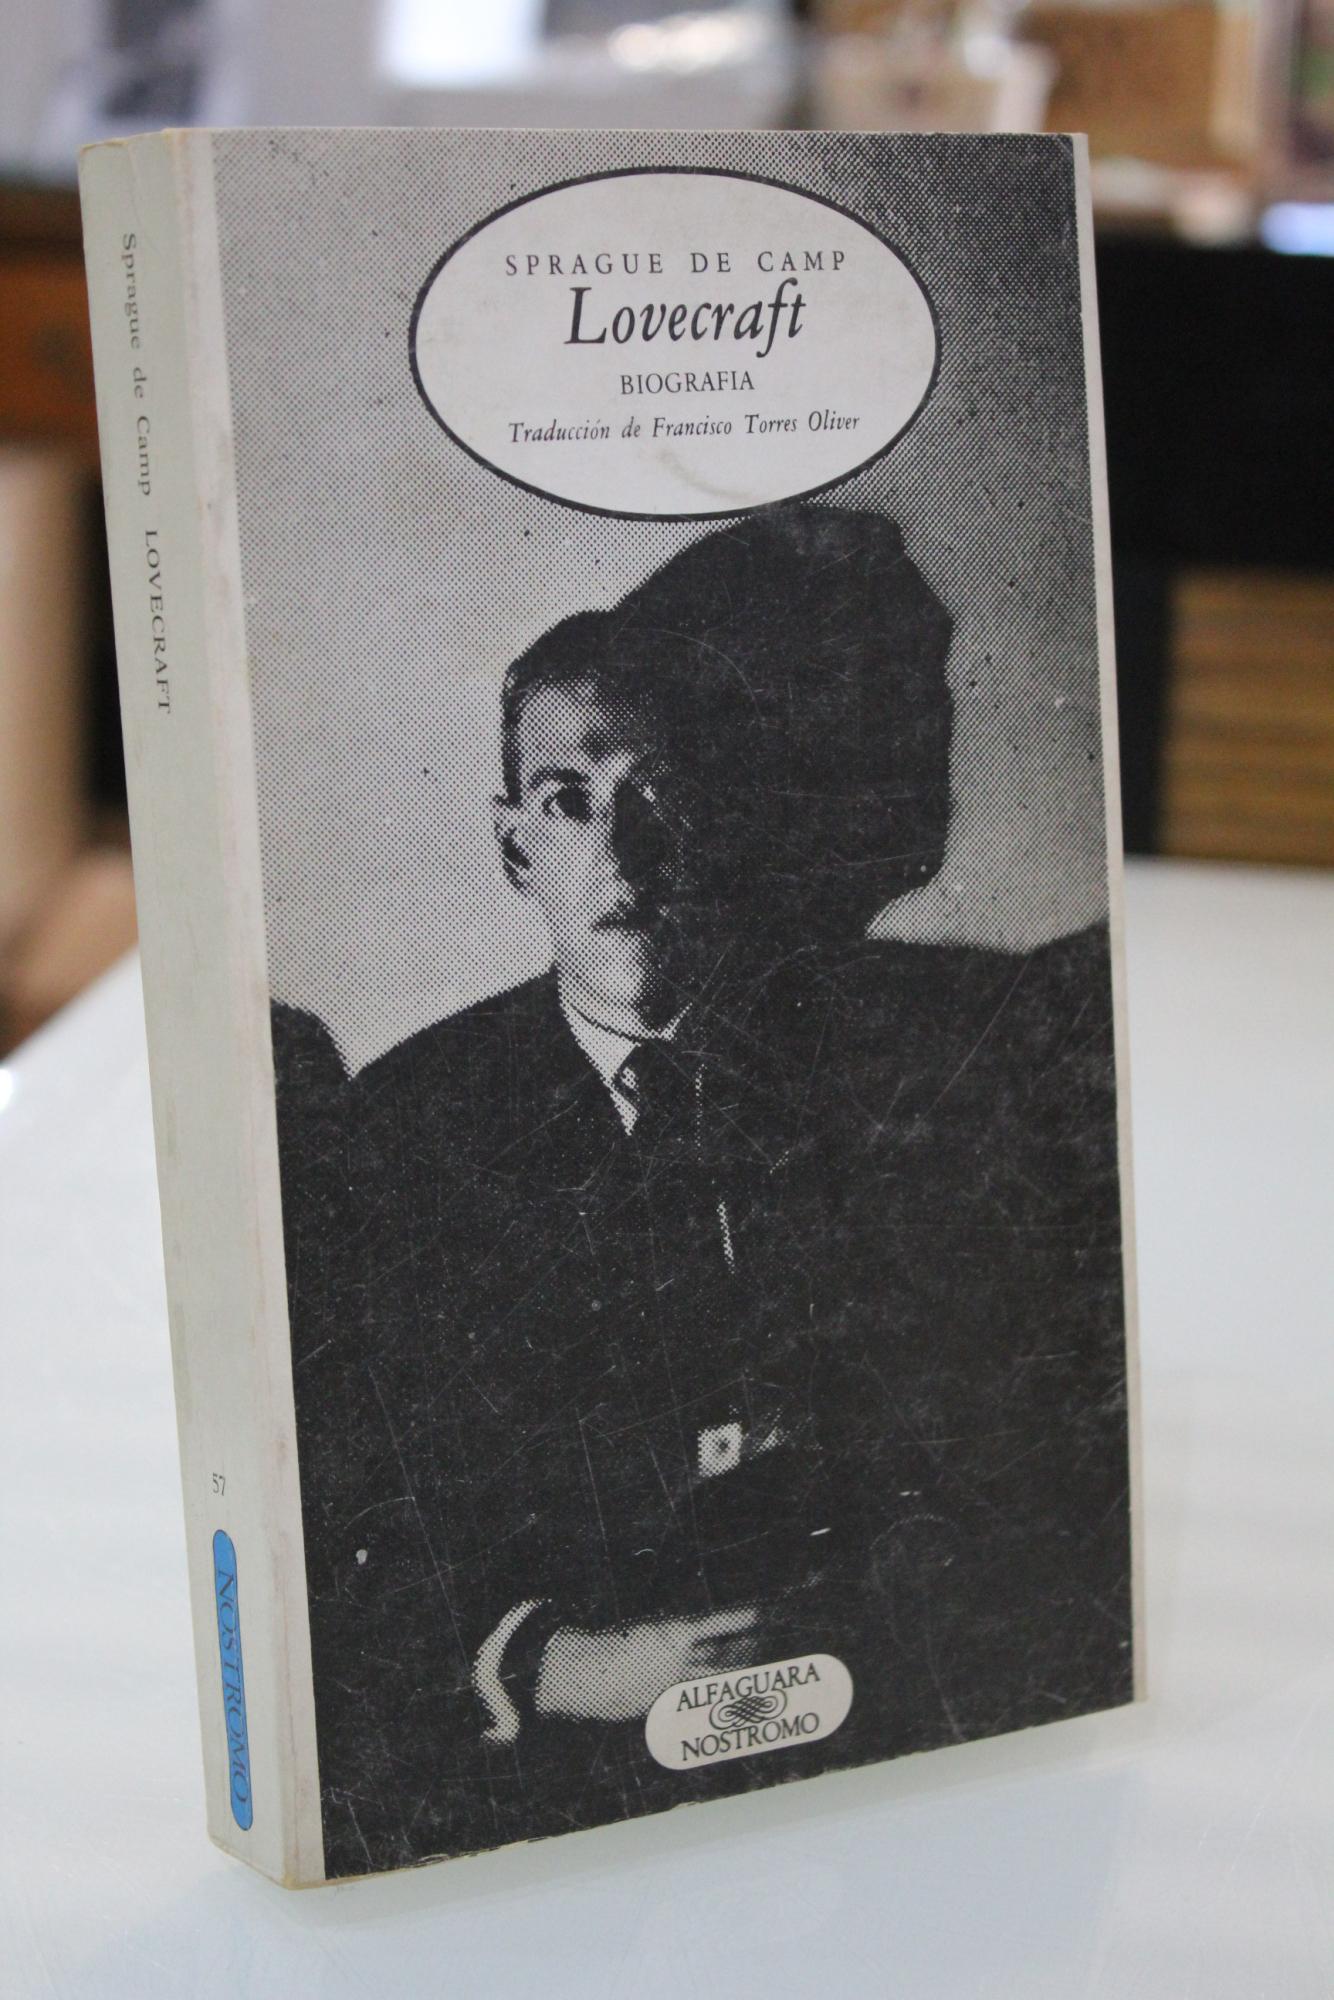 SPRAGUE DE CAMP
Lovecraft
BIOGRAFIA
Traducción de Francisco Torres Oliver
ALFAGUARA
NOSTROMO
Sprague de Camp LOVECRAFT
57
NOSTROMO